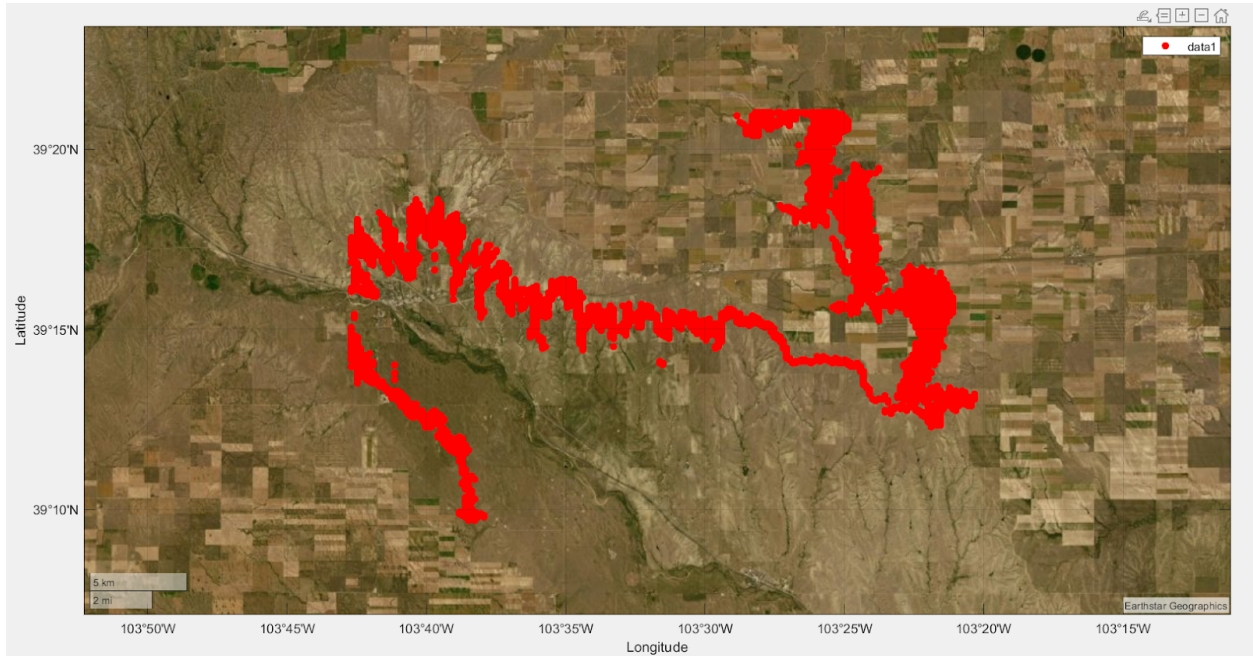 data1
39°20'N
39°15'N
39°10'N
Latitude
5 km
2 mi
Earthstar Geographics
103°50'W
103°45'W
103°40'W
103°35'W
103°30'W
103°25'W
103°20'W
103°15'W
Longitude